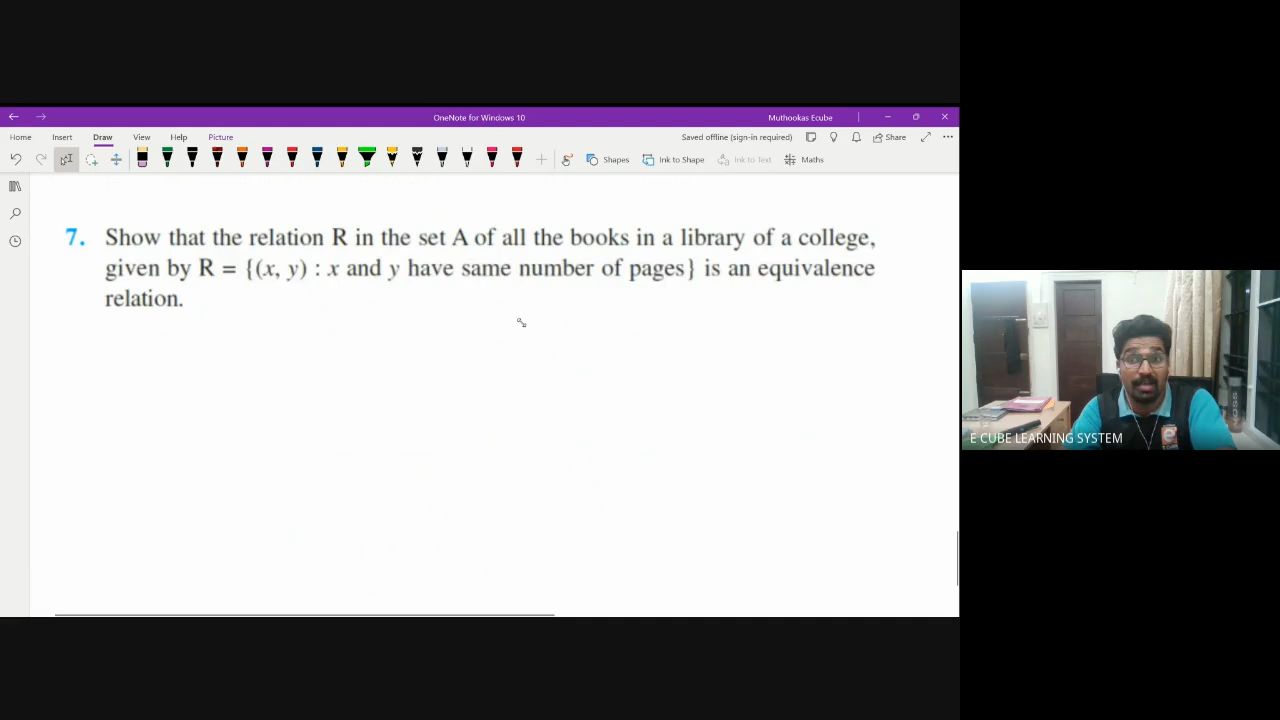 OneNote for Windows 10
Muthookas Ecube
Home Insert Draw View Help Picture
Saved offline (sign-in required)
Share
Shapes
Ink to Shape
Ink to Text
Maths
7. Show that the relation R in the set A of all the books in a library of a college,
given by R = {(x, y) : x and y have same number of pages} is an equivalence
relation.
E CUBE LEARNING SYSTEM